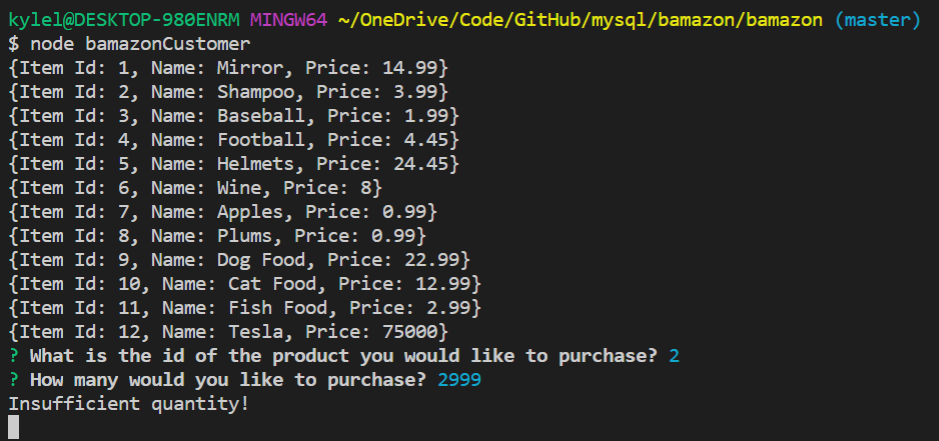 kylel@DESKTOP-980ENRM MINGW64 ~/OneDrive/Code/GitHub/mysql/bamazon/bamazon (master)
$ node bamazonCustomer
{Item Id: 1, Name: Mirror, Price: 14.99}
{Item Id: 2, Name: Shampoo, Price: 3.99}
{Item Id: 3, Name: Baseball, Price: 1.99}
{Item Id: 4, Name: Football, Price: 4.45}
{Item Id: 5, Name: Helmets, Price: 24.45}
{Item Id: 6, Name: Wine, Price: 8}
{Item Id: 7, Name: Apples, Price: 0.99}
{Item Id: 8, Name: Plums, Price: 0.99}
{Item Id: 9, Name: Dog Food, Price: 22.99}
{Item Id: 10, Name: Cat Food, Price: 12.99}
{Item Id: 11, Name: Fish Food, Price: 2.99}
{Item Id: 12, Name: Tesla, Price: 75000}
? What is the id of the product you would like to purchase? 2
? How many would you like to purchase? 2999
Insufficient quantity!